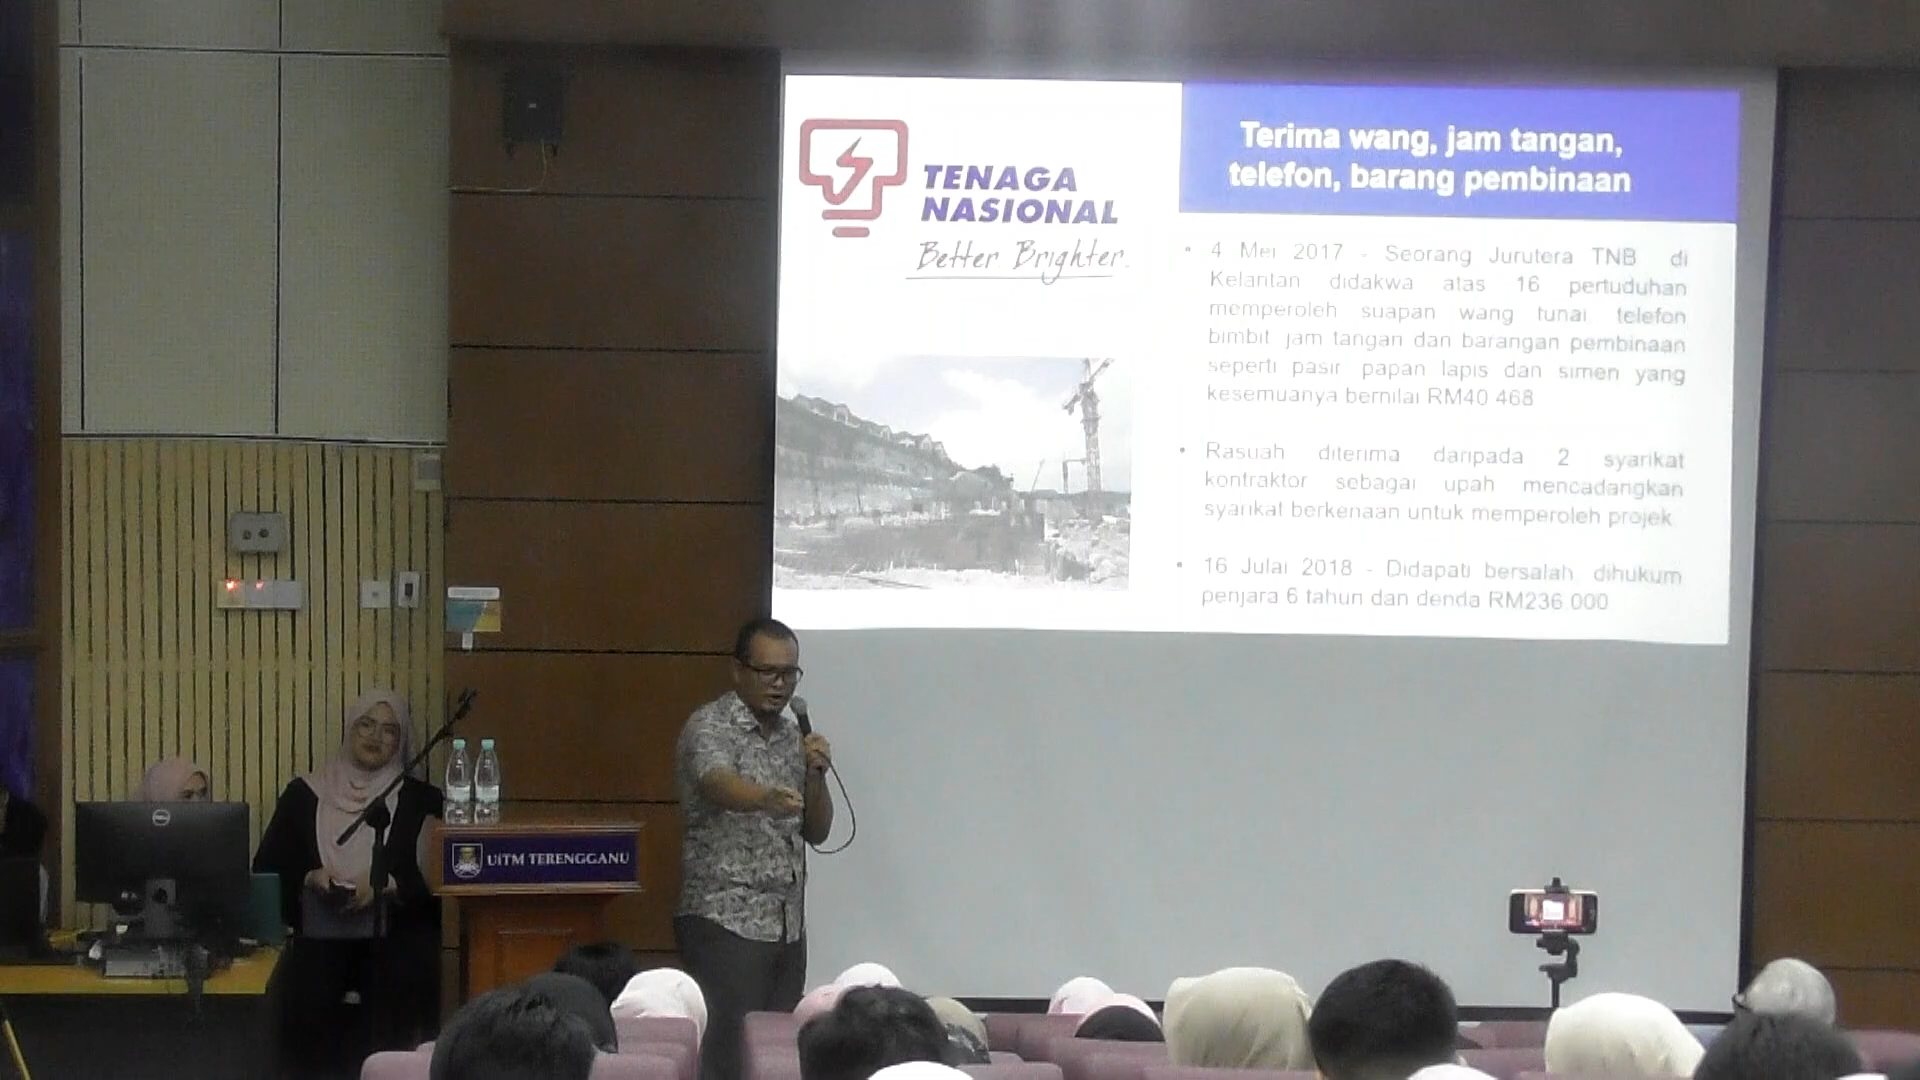 TENAGA
NASIONAL
Better Brighter.
Terima wang, jam tangan,
telefon, barang pembinaan
• 4 Mei 2017 - Seorang Jurutera TNB di
Kelantan didakwa atas 16 pertuduhan
memperoleh suapan wang tunai telefon
bimbit jam tangan dan barangan pembinaan
seperti pasir papan lapis dan simen yang
kesemuanya bernilai RM40 468
• Rasuah diterima daripada 2 syarikat
kontraktor sebagai upah mencadangkan
syarikat berkenaan untuk memperoleh projek
• 16 Julai 2018 - Didapati bersalah dihukum
penjara 6 tahun dan denda RM236 000
DELL
UiTM TERENGGANU